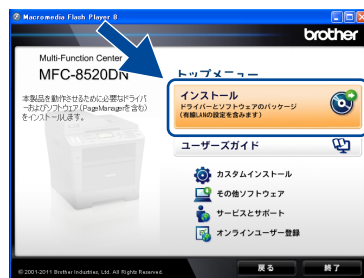 Macromedia Flash Player 8
brother
Multi-Function Center
MFC-8520DN
トップメニュー
本製品を動作させるために必要なドライバ
ーおよびソフトウェア(PageManagerを含む)
をインストールします。
インストール
ドライバーとソフトウェアのパッケージ
(有線LANの設定を含みます)
ユーザーズガイド
カスタムインストール
その他ソフトウェア
サービスとサポート
オンラインユーザー登録
© 2001-2011 Brother Industries, Ltd. All Rights Reserved.
戻る
終了